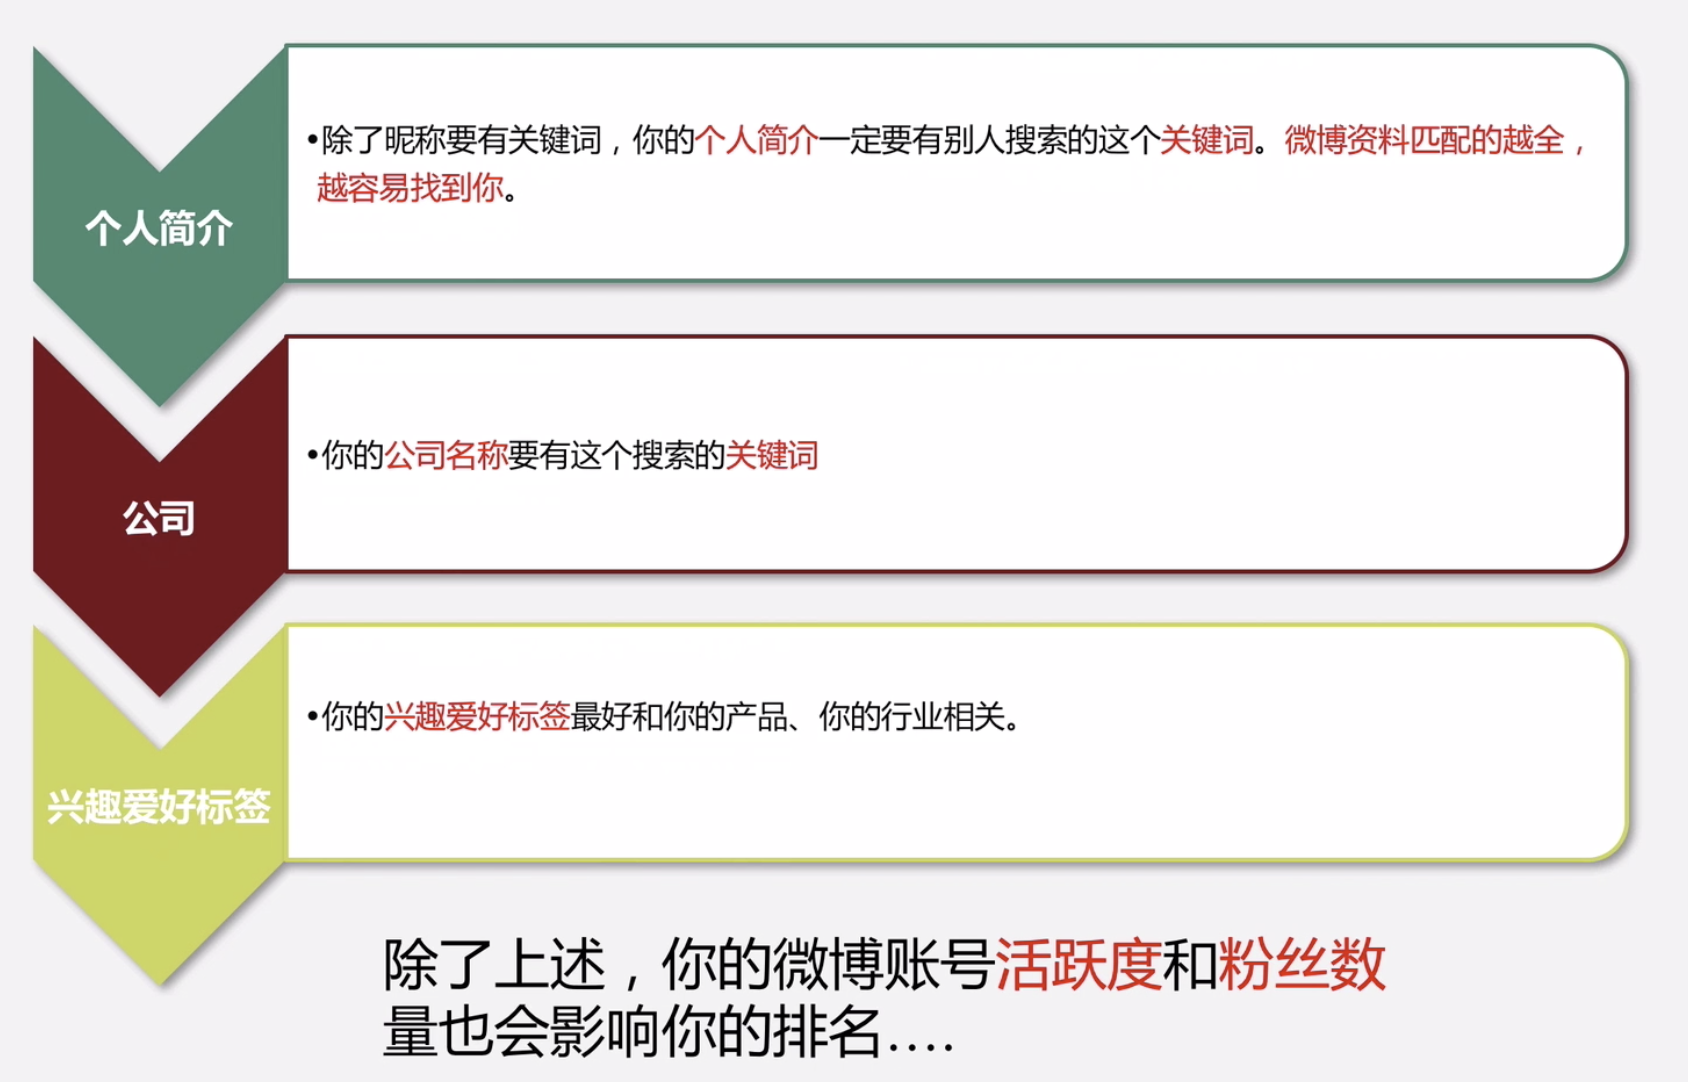 个人简介
•除了昵称要有关键词，你的个人简介一定要有别人搜索的这个关键词。微博资料匹配的越全，
越容易找到你。
公司
•你的公司名称要有这个搜索的关键词
兴趣爱好标签
•你的兴趣爱好标签最好和你的产品、你的行业相关。
除了上述，你的微博账号活跃度和粉丝数
量也会影响你的排名....